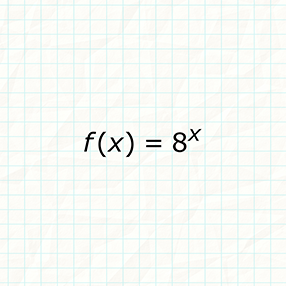 f(x) = 8^x